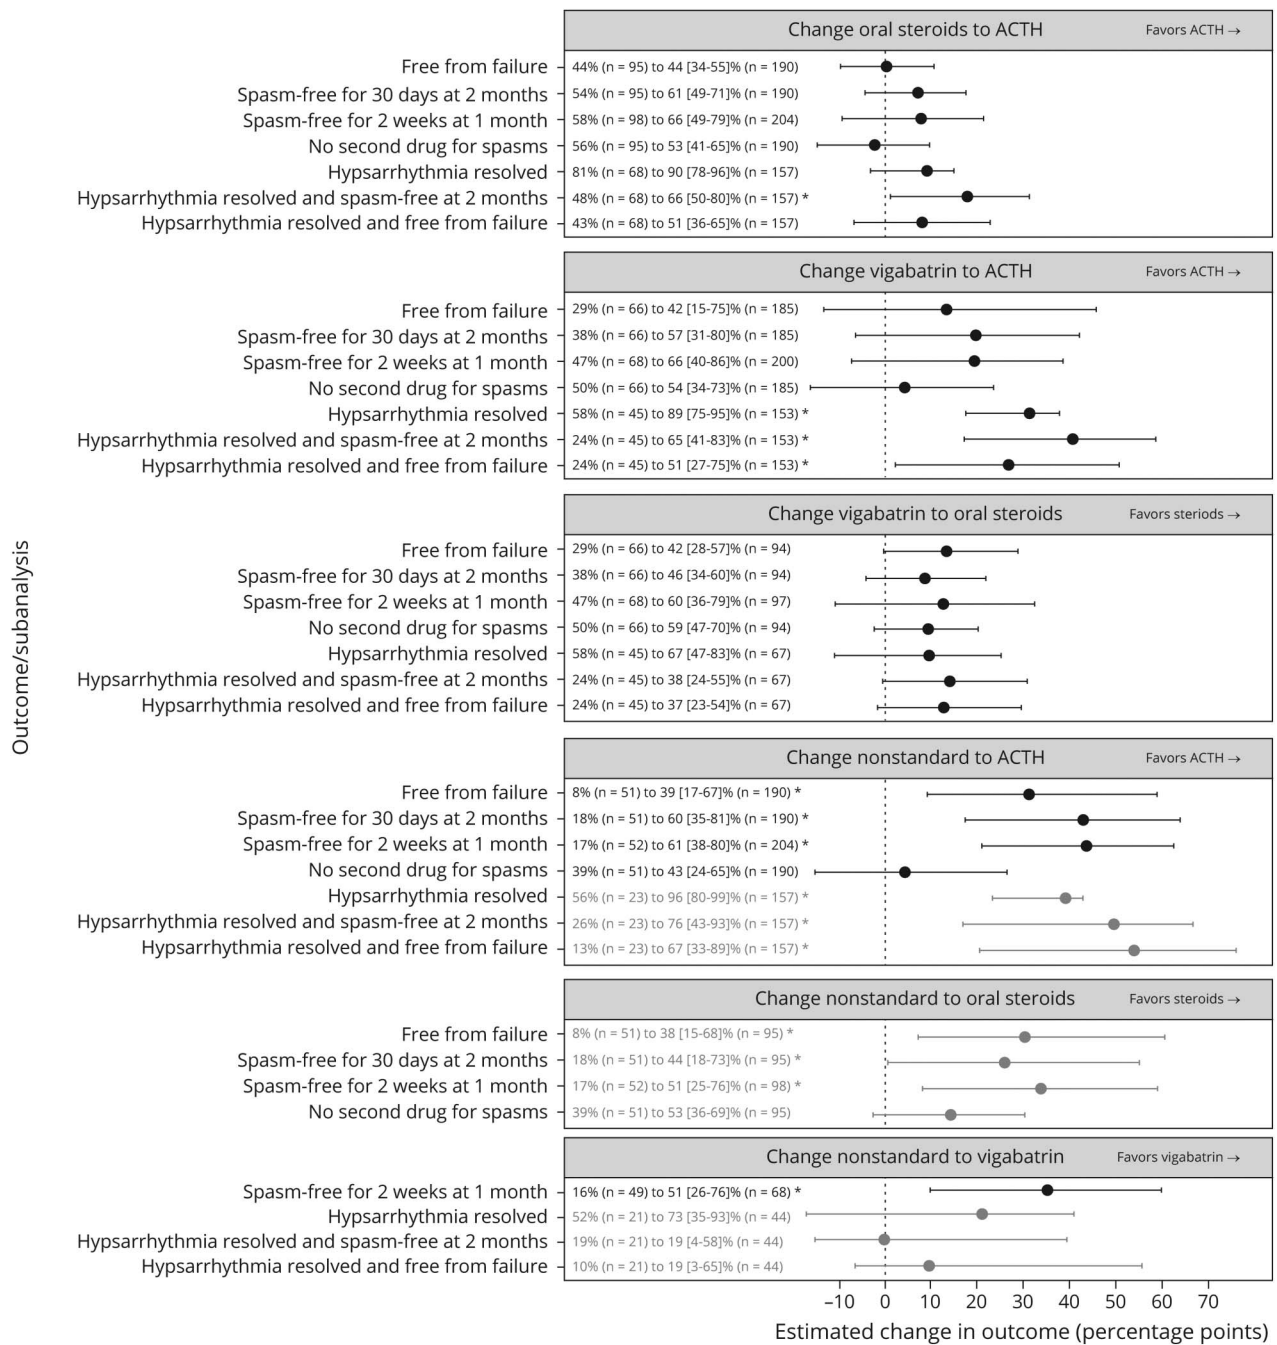 Outcome/subanalysis
Change oral steroids to ACTH Favors ACTH →
Free from failure 44% (n = 95) to 44 [34-55]% (n = 190)
Spasm-free for 30 days at 2 months 54% (n = 95) to 61 [49-71]% (n = 190)
Spasm-free for 2 weeks at 1 month 58% (n = 98) to 66 [49-79]% (n = 204)
No second drug for spasms 56% (n = 95) to 53 [41-65]% (n = 190)
Hypsarrhythmia resolved 81% (n = 68) to 90 [78-96]% (n = 157)
Hypsarrhythmia resolved and spasm-free at 2 months 48% (n = 68) to 66 [50-80]% (n = 157) *
Hypsarrhythmia resolved and free from failure 43% (n = 68) to 51 [36-65]% (n = 157)
Change vigabatrin to ACTH Favors ACTH →
Free from failure 29% (n = 66) to 42 [15-75]% (n = 185)
Spasm-free for 30 days at 2 months 38% (n = 66) to 57 [31-80]% (n = 185)
Spasm-free for 2 weeks at 1 month 47% (n = 68) to 66 [40-86]% (n = 200)
No second drug for spasms 50% (n = 66) to 54 [34-73]% (n = 185)
Hypsarrhythmia resolved 58% (n = 45) to 89 [75-95]% (n = 153) *
Hypsarrhythmia resolved and spasm-free at 2 months 24% (n = 45) to 65 [41-83]% (n = 153) *
Hypsarrhythmia resolved and free from failure 24% (n = 45) to 51 [27-75]% (n = 153) *
Change vigabatrin to oral steroids Favors steriods →
Free from failure 29% (n = 66) to 42 [28-57]% (n = 94)
Spasm-free for 30 days at 2 months 38% (n = 66) to 46 [34-60]% (n = 94)
Spasm-free for 2 weeks at 1 month 47% (n = 68) to 60 [36-79]% (n = 97)
No second drug for spasms 50% (n = 66) to 59 [47-70]% (n = 94)
Hypsarrhythmia resolved 58% (n = 45) to 67 [47-83]% (n = 67)
Hypsarrhythmia resolved and spasm-free at 2 months 24% (n = 45) to 38 [24-55]% (n = 67)
Hypsarrhythmia resolved and free from failure 24% (n = 45) to 37 [23-54]% (n = 67)
Change nonstandard to ACTH Favors ACTH →
Free from failure 8% (n = 51) to 39 [17-67]% (n = 190) *
Spasm-free for 30 days at 2 months 18% (n = 51) to 60 [35-81]% (n = 190) *
Spasm-free for 2 weeks at 1 month 17% (n = 52) to 61 [38-80]% (n = 204) *
No second drug for spasms 39% (n = 51) to 43 [24-65]% (n = 190)
Hypsarrhythmia resolved 56% (n = 23) to 96 [80-99]% (n = 157) *
Hypsarrhythmia resolved and spasm-free at 2 months 26% (n = 23) to 76 [43-93]% (n = 157) *
Hypsarrhythmia resolved and free from failure 13% (n = 23) to 67 [33-89]% (n = 157) *
Change nonstandard to oral steroids Favors steroids →
Free from failure 8% (n = 51) to 38 [15-68]% (n = 95) *
Spasm-free for 30 days at 2 months 18% (n = 51) to 44 [18-73]% (n = 95) *
Spasm-free for 2 weeks at 1 month 17% (n = 52) to 51 [25-76]% (n = 98) *
No second drug for spasms 39% (n = 51) to 53 [36-69]% (n = 95)
Change nonstandard to vigabatrin Favors vigabatrin →
Spasm-free for 2 weeks at 1 month 16% (n = 49) to 51 [26-76]% (n = 68) *
Hypsarrhythmia resolved 52% (n = 21) to 73 [35-93]% (n = 44)
Hypsarrhythmia resolved and spasm-free at 2 months 19% (n = 21) to 19 [4-58]% (n = 44)
Hypsarrhythmia resolved and free from failure 10% (n = 21) to 19 [3-65]% (n = 44)
−10 0 10 20 30 40 50 60 70
Estimated change in outcome (percentage points)